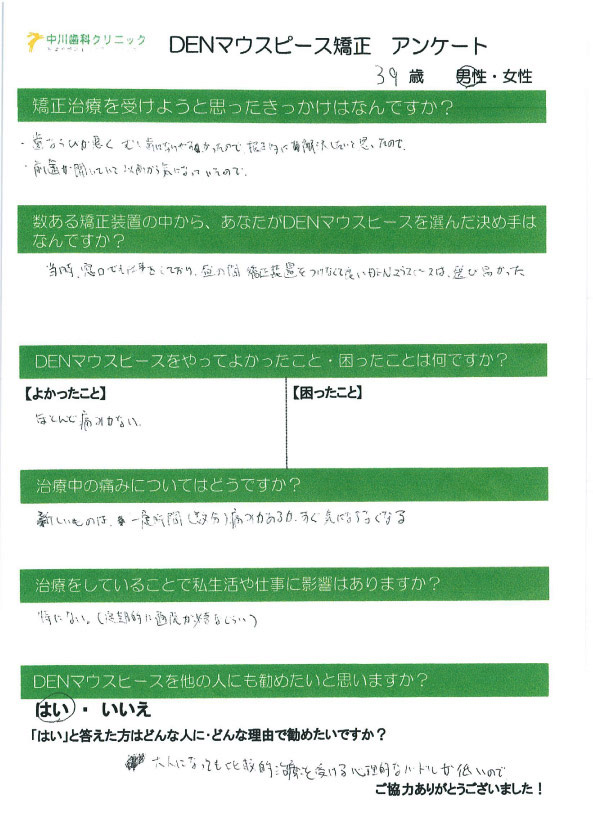 中川歯科クリニック
DENマウスピース矯正 アンケート
39 歳 男性・女性
矯正治療を受けようと思ったきっかけはなんですか？
・歯ならびが悪く むし歯になりやすかったので 根本的に 解決したいと思ったので
・前歯が開いていて 以前から気になっていたので.
数ある矯正装置の中から、あなたがDENマウスピースを選んだ決め手は
なんですか？
当時、窓口 仕事をしており、昼の間 矯正装置をつけなくて良いDENマウスピースは、選び易かった
DENマウスピースをやってよかったこと・困ったことは何ですか？
【よかったこと】
【困ったこと】
ほとんど痛みがない.
治療中の痛みについてはどうですか？
新しいものは、一定時間（数分）痛みがあるが、すぐ気にならなくなる
治療をしていることで私生活や仕事に影響はありますか？
特にない。（定期的に通院が くらい）
DENマウスピースを他の人にも勧めたいと思いますか？
はい ・ いいえ
「はい」と答えた方はどんな人に・どんな理由で勧めたいですか？
大人になっても比較的治療を受ける心理的なハードルが低いので
ご協力ありがとうございました！